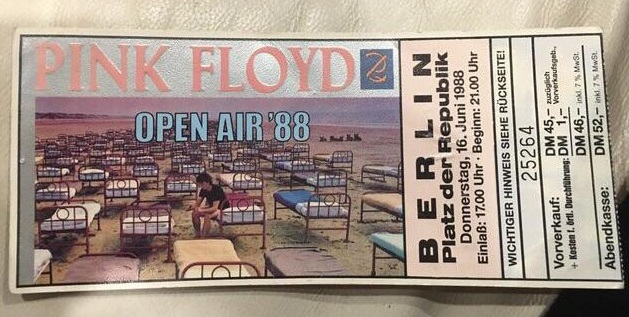 PINK FLOYD
OPEN AIR '88
BERLIN
Platz der Republik
Donnerstag, 16. Juni 1988
Einlaß: 17.00 Uhr · Beginn: 21.00 Uhr
WICHTIGER HINWEIS SIEHE RÜCKSEITE!
25264
Vorverkauf: DM 45,– zuzüglich Vorverkaufsgeb.,
+ Kosten f. örtl. Durchführung: DM 1,–
DM 46,– inkl. 7 % MwSt.
Abendkasse: DM 52,– inkl. 7 % MwSt.